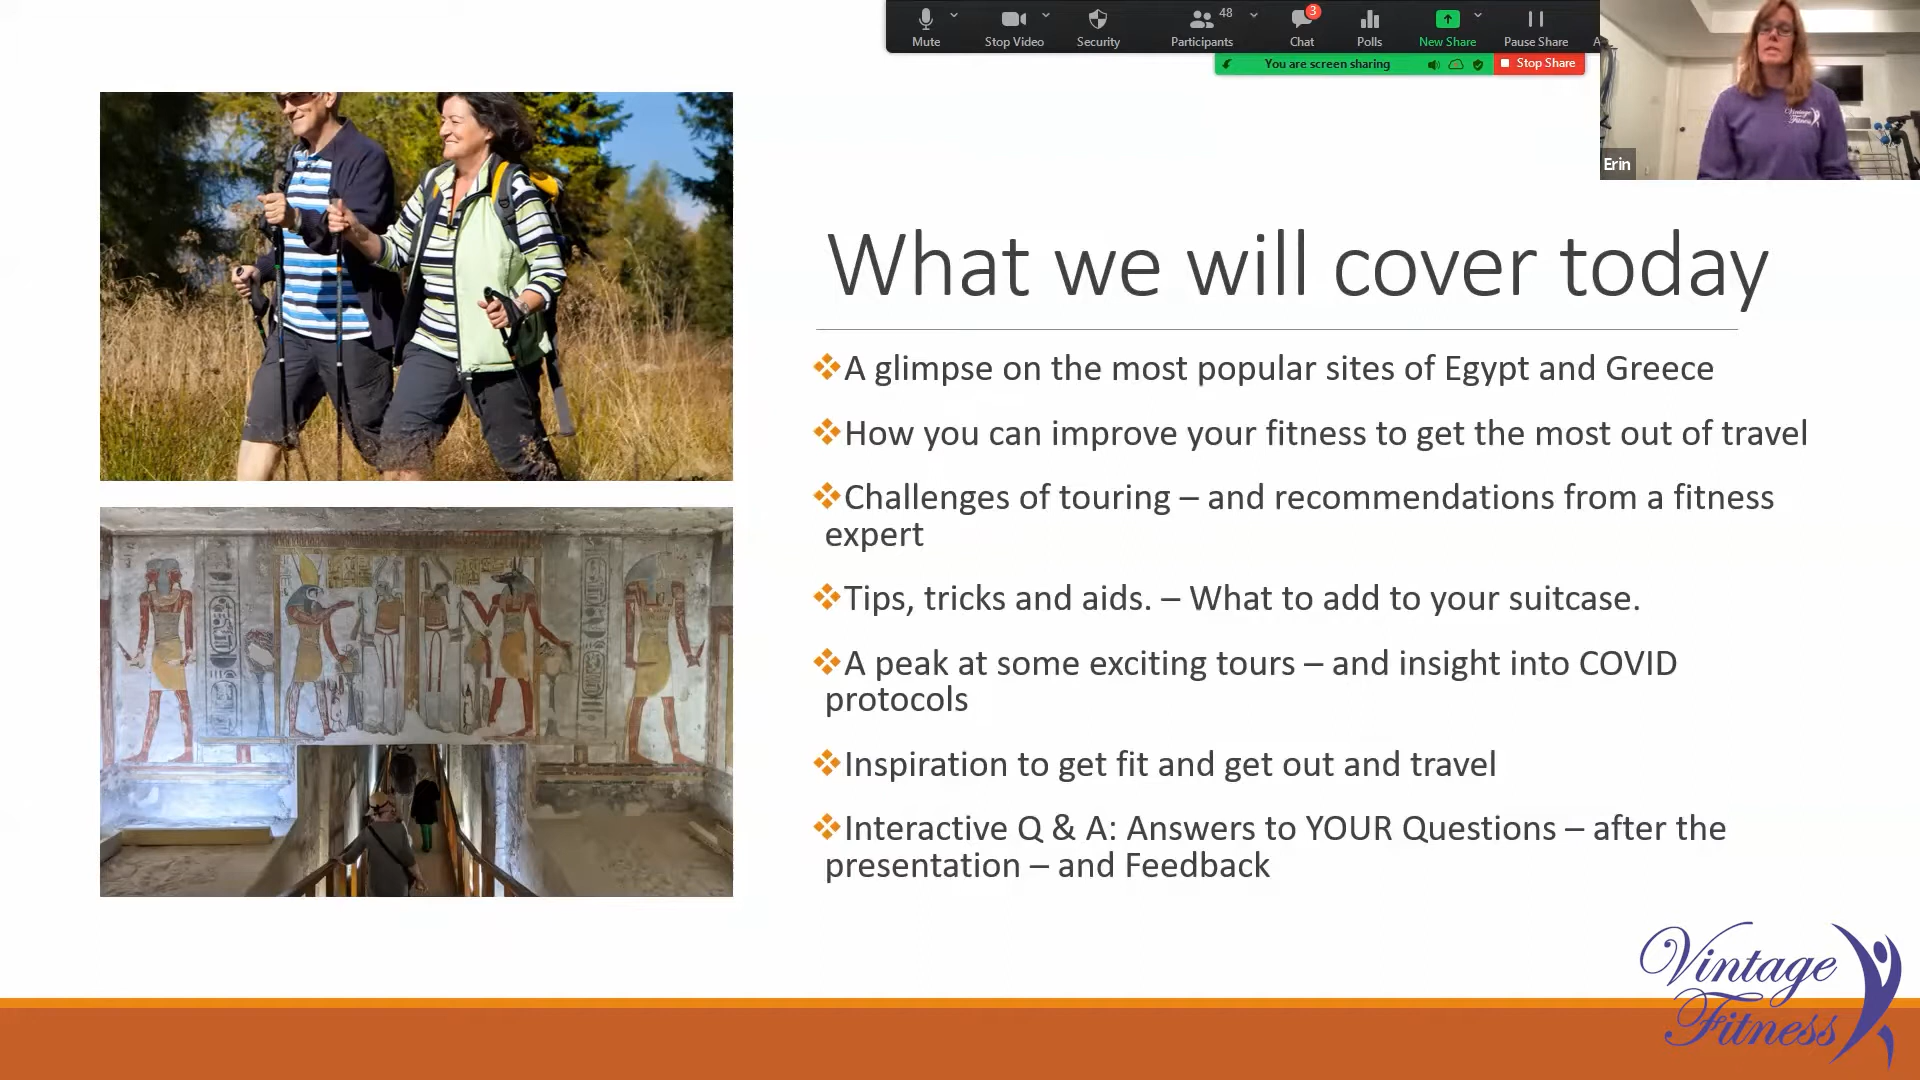 Mute
Stop Video
Security
48
Participants
3
Chat
Polls
New Share
Pause Share
You are screen sharing
Stop Share
Vintage
Fitness
Erin
What we will cover today
A glimpse on the most popular sites of Egypt and Greece
How you can improve your fitness to get the most out of travel
Challenges of touring – and recommendations from a fitness
expert
Tips, tricks and aids. – What to add to your suitcase.
A peak at some exciting tours – and insight into COVID
protocols
Inspiration to get fit and get out and travel
Interactive Q & A: Answers to YOUR Questions – after the
presentation – and Feedback
Vintage
Fitness